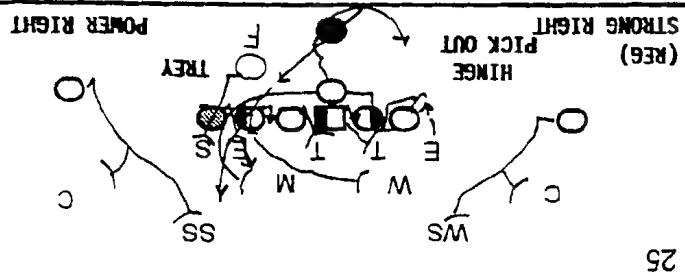 25
WS SS
C W M C
E T T E S
HINGE TREY F
(REG) PICK OUT
STRONG RIGHT POWER RIGHT